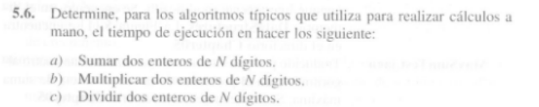 5.6. Determine, para los algoritmos típicos que utiliza para realizar cálculos a
mano, el tiempo de ejecución en hacer los siguiente:
a) Sumar dos enteros de N dígitos.
b) Multiplicar dos enteros de N dígitos.
c) Dividir dos enteros de N dígitos.